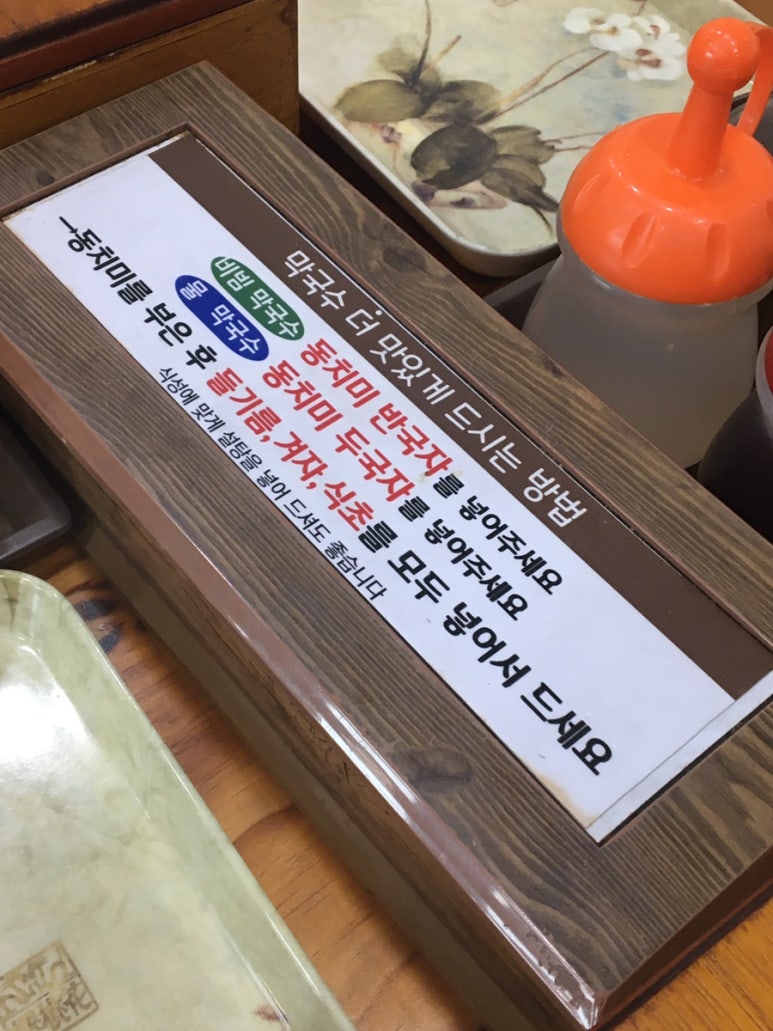 막국수 더 맛있게 드시는 방법
비빔 막국수 동치미 반국자를 넣어주세요
물 막국수 동치미 두국자를 넣어주세요
→동치미를 부은 후 들기름, 겨자, 식초를 모두 넣어서 드세요
식성에 맞게 설탕을 넣어 드셔도 좋습니다